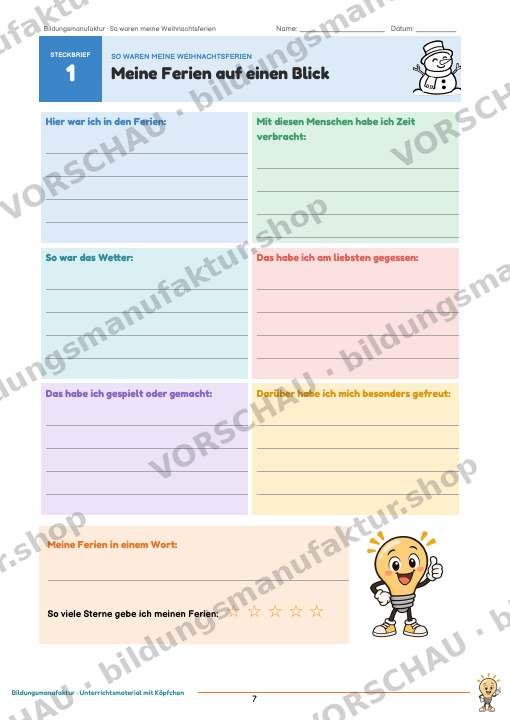 Bildungsmanufaktur · So waren meine Weihnachtsferien Name: Datum:
STECKBRIEF
1
SO WAREN MEINE WEIHNACHTSFERIEN
Meine Ferien auf einen Blick
Hier war ich in den Ferien:
Mit diesen Menschen habe ich Zeit
verbracht:
So war das Wetter:
Das habe ich am liebsten gegessen:
Das habe ich gespielt oder gemacht:
Darüber habe ich mich besonders gefreut:
Meine Ferien in einem Wort:
So viele Sterne gebe ich meinen Ferien: ☆ ☆ ☆ ☆ ☆
Bildungsmanufaktur · Unterrichtsmaterial mit Köpfchen
7
VORSCHAU · bildungsmanufaktur.shop